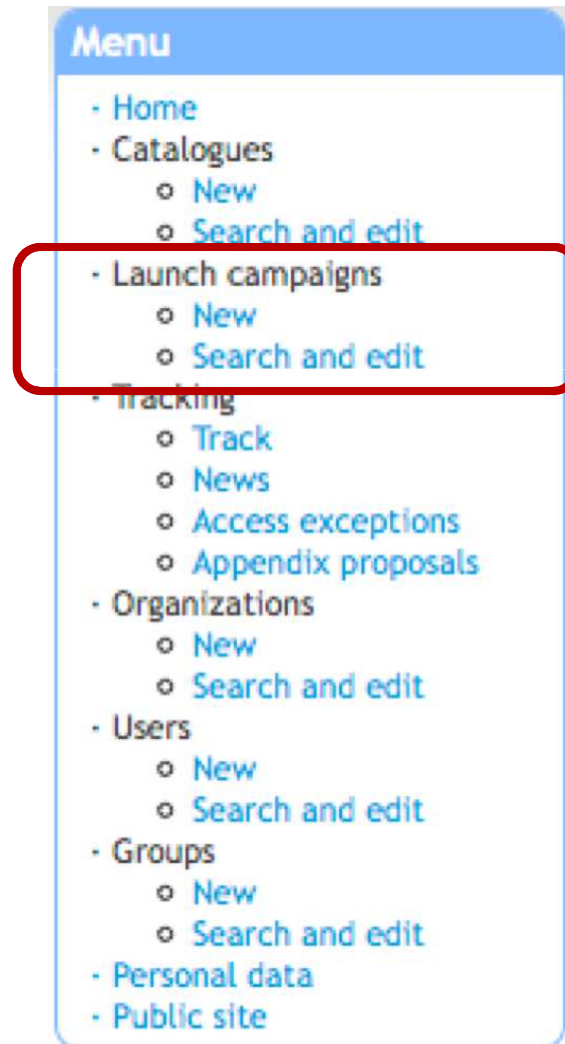 Menu
· Home
· Catalogues
o New
o Search and edit
· Launch campaigns
o New
o Search and edit
· Tracking
o Track
o News
o Access exceptions
o Appendix proposals
· Organizations
o New
o Search and edit
· Users
o New
o Search and edit
· Groups
o New
o Search and edit
· Personal data
· Public site